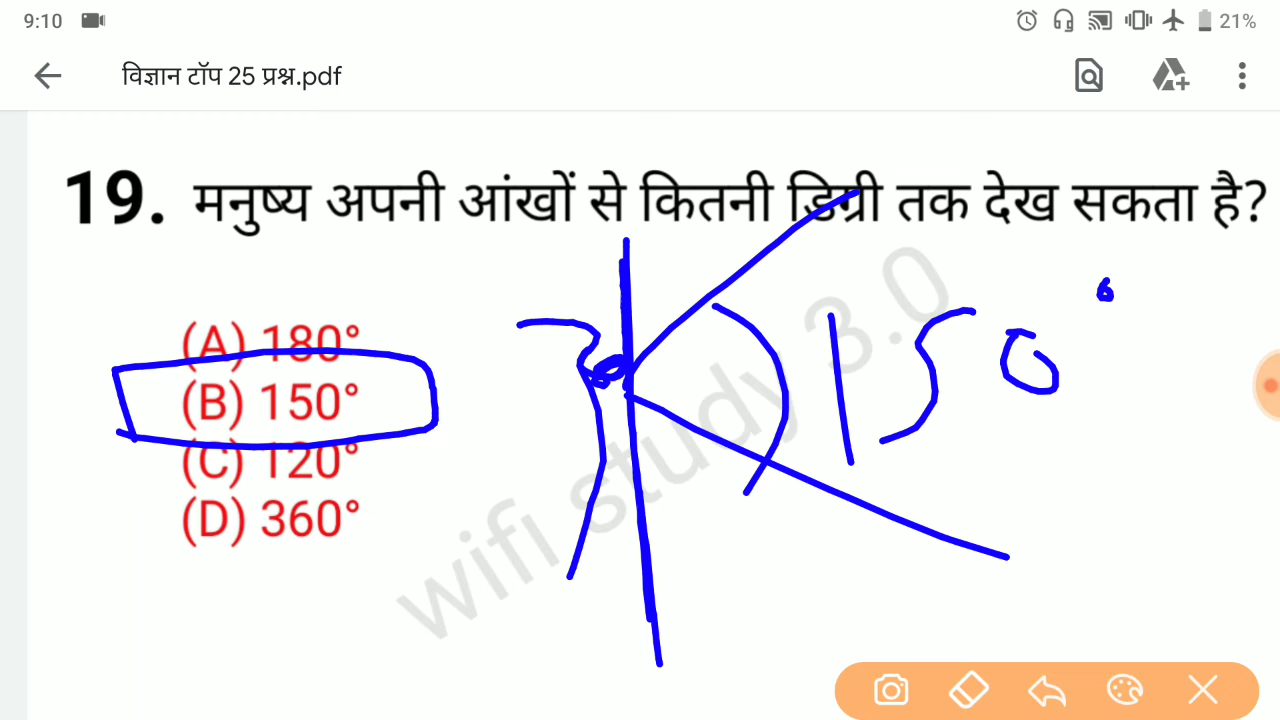 9:10
21%
विज्ञान टॉप 25 प्रश्न.pdf
19. मनुष्य अपनी आंखों से कितनी डिग्री तक देख सकता है?
(A) 180°
(B) 150°
150°
(C) 120°
(D) 360°
wifi study 3.0